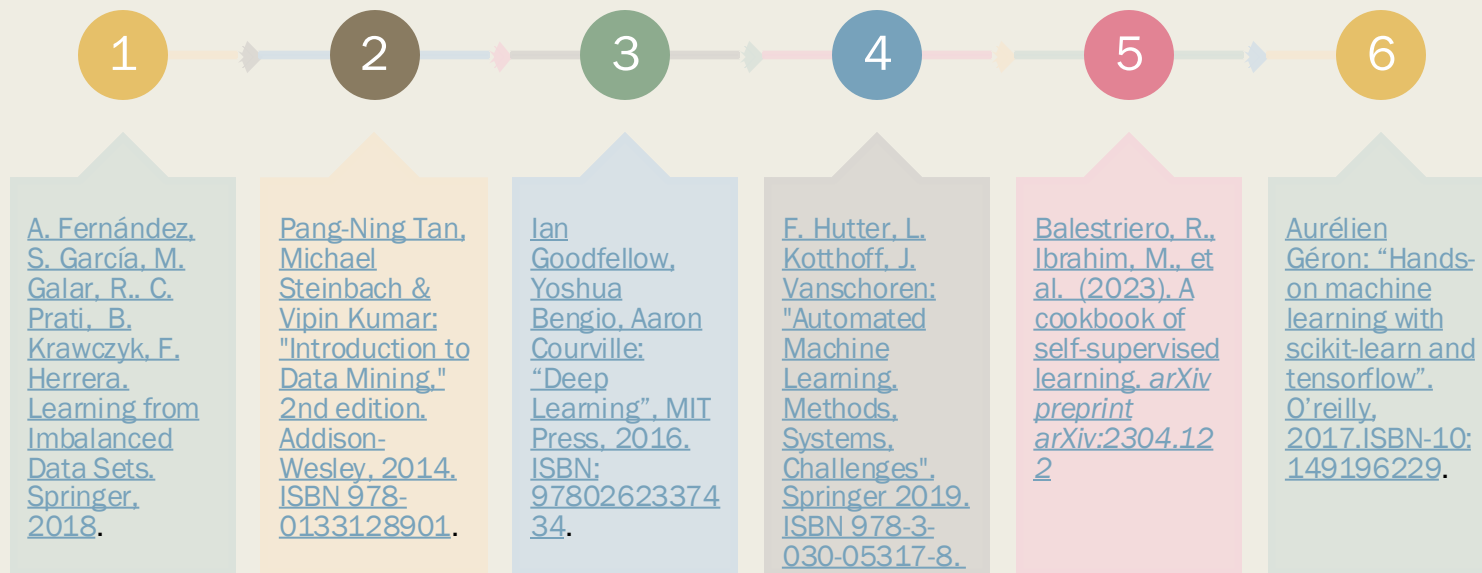 1
2
3
4
5
6
A. Fernández,
S. García, M.
Galar, R.. C.
Prati,  B.
Krawczyk, F.
Herrera.
Learning from
Imbalanced
Data Sets.
Springer,
2018.
Pang-Ning Tan,
Michael
Steinbach &
Vipin Kumar:
"Introduction to
Data Mining,"
2nd edition.
Addison-
Wesley, 2014.
ISBN 978-
0133128901.
Ian
Goodfellow,
Yoshua
Bengio, Aaron
Courville:
“Deep
Learning”, MIT
Press, 2016.
ISBN:
97802623374
34.
F. Hutter, L.
Kotthoff, J.
Vanschoren:
"Automated
Machine
Learning.
Methods,
Systems,
Challenges".
Springer 2019.
ISBN 978-3-
030-05317-8.
Balestriero, R.,
Ibrahim, M., et
al.  (2023). A
cookbook of
self-supervised
learning. arXiv
preprint
arXiv:2304.12
2
Aurélien
Géron: “Hands-
on machine
learning with
scikit-learn and
tensorflow”.
O’reilly,
2017.ISBN-10:
149196229.